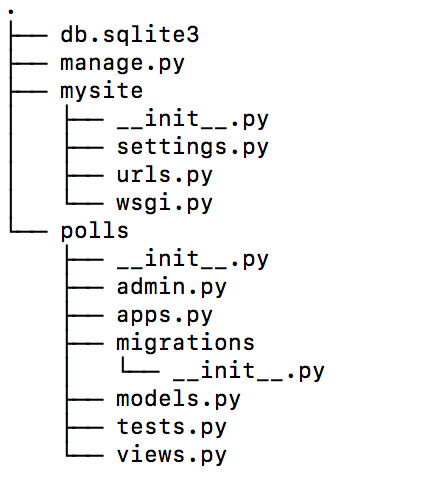 .
├── db.sqlite3
├── manage.py
├── mysite
│   ├── __init__.py
│   ├── settings.py
│   ├── urls.py
│   └── wsgi.py
└── polls
    ├── __init__.py
    ├── admin.py
    ├── apps.py
    ├── migrations
    │   └── __init__.py
    ├── models.py
    ├── tests.py
    └── views.py